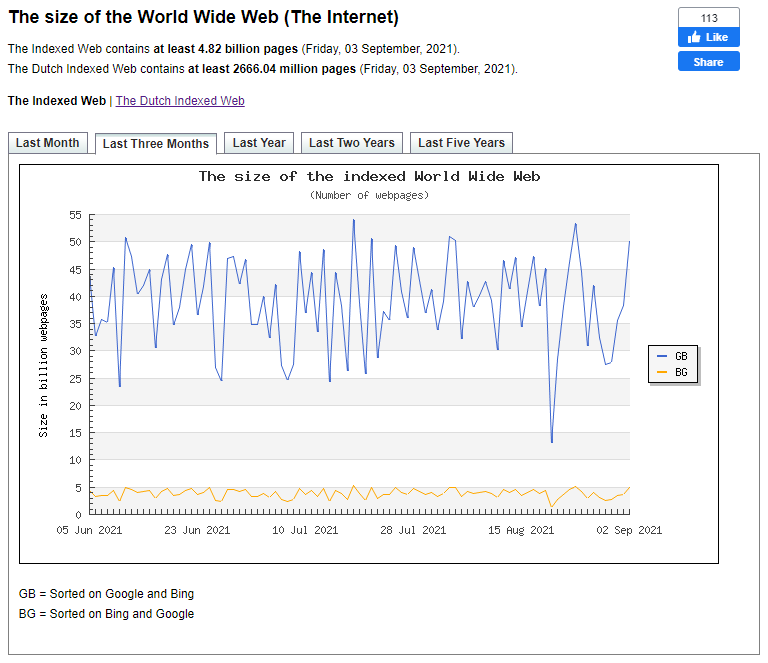 The size of the World Wide Web (The Internet)
113
Like
Share
The Indexed Web contains at least 4.82 billion pages (Friday, 03 September, 2021).
The Dutch Indexed Web contains at least 2666.04 million pages (Friday, 03 September, 2021).
The Indexed Web | The Dutch Indexed Web
Last Month Last Three Months Last Year Last Two Years Last Five Years
The size of the indexed World Wide Web
(Number of webpages)
Size in billion webpages
55
50
45
40
35
30
25
20
15
10
5
0
05 Jun 2021 23 Jun 2021 10 Jul 2021 28 Jul 2021 15 Aug 2021 02 Sep 2021
GB
BG
GB = Sorted on Google and Bing
BG = Sorted on Bing and Google